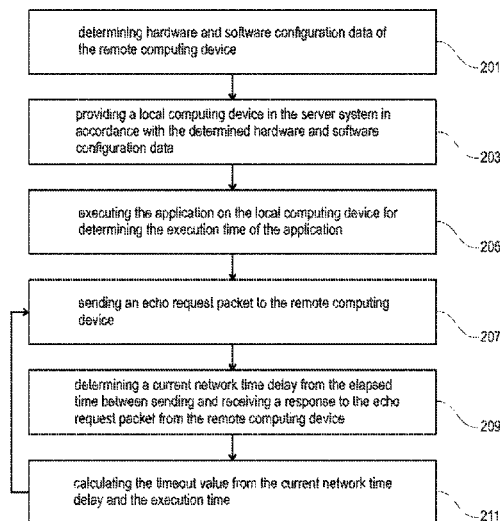 determining hardware and software configuration data of
the remote computing device
201
providing a local computing device in the server system in
accordance with the determined hardware and software
configuration data
203
executing the application on the local computing device for
determining the execution time of the application
205
sending an echo request packet to the remote computing
device
207
determining a current network time delay from the elapsed
time between sending and receiving a response to the echo
request packet from the remote computing device
209
calculating the timeout value from the current network time
delay and the execution time
211